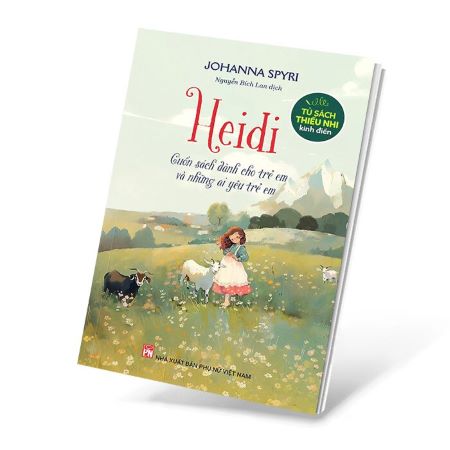 JOHANNA SPYRI
Nguyễn Bích Lan dịch
Heidi
TỦ SÁCH
THIẾU NHI
kinh điển
Cuốn sách dành cho trẻ em
và những ai yêu trẻ em
PN
NHÀ XUẤT BẢN PHỤ NỮ VIỆT NAM